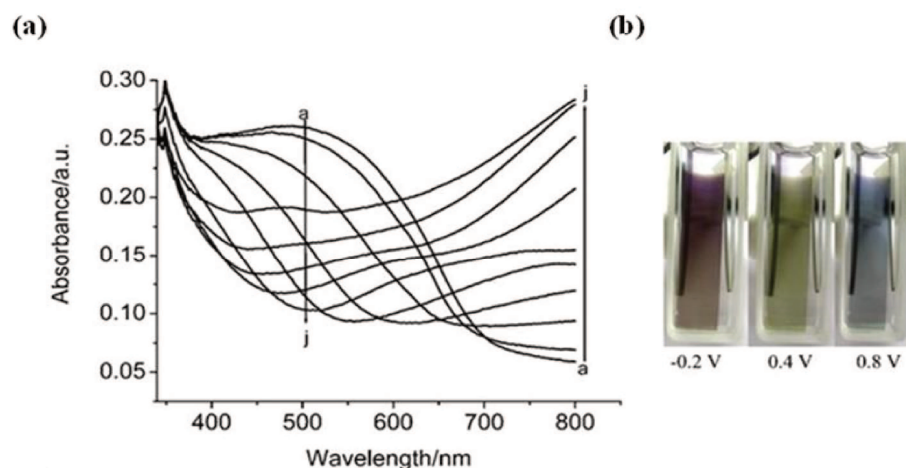 (a)
(b)
0.30
0.25
0.20
0.15
0.10
0.05
Absorbance/a.u.
a
j
j
a
400
500
600
700
800
Wavelength/nm
-0.2 V
0.4 V
0.8 V